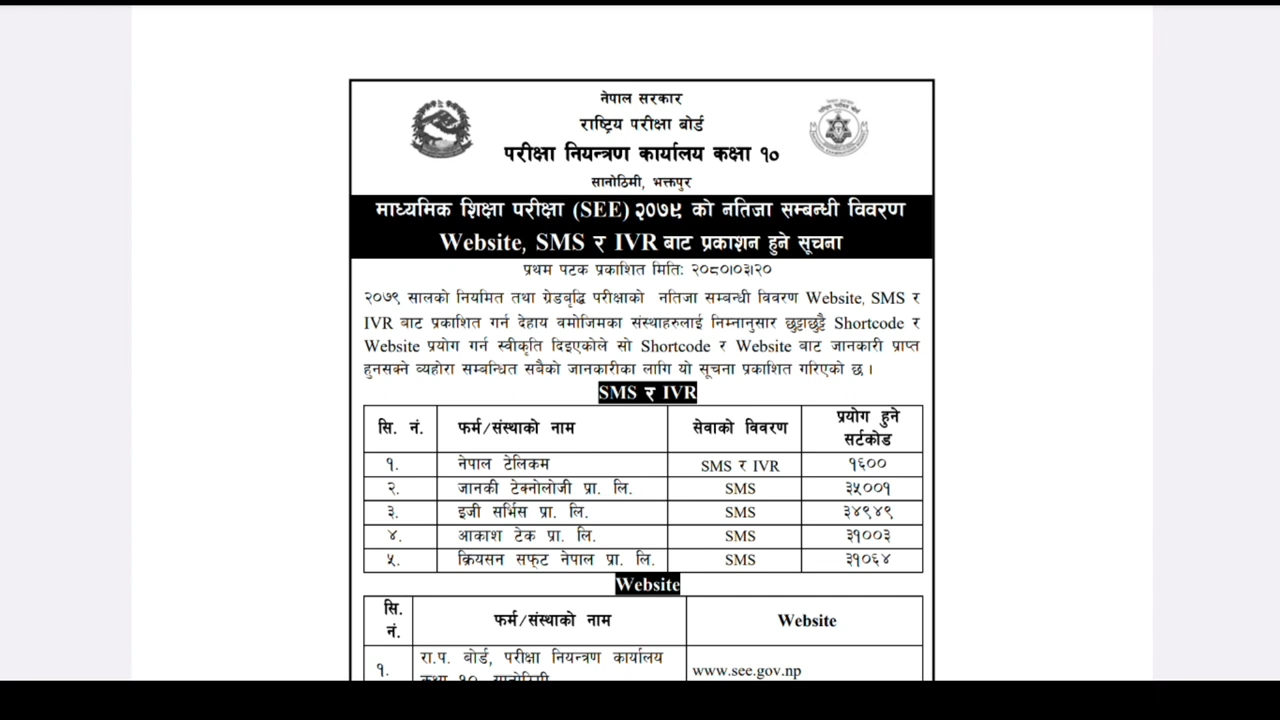 नेपाल सरकार
राष्ट्रिय परीक्षा बोर्ड
परीक्षा नियन्त्रण कार्यालय कक्षा १०
सानोठिमी, भक्तपुर
माध्यमिक शिक्षा परीक्षा (SEE) २०७९ को नतिजा सम्बन्धी विवरण
Website, SMS र IVR बाट प्रकाशन हुने सूचना
प्रथम पटक प्रकाशित मितिः २०८०।०३।२०
२०७९ सालको नियमित तथा ग्रेडवृद्धि परीक्षाको नतिजा सम्बन्धी विवरण Website, SMS र
IVR बाट प्रकाशित गर्न देहाय बमोजिमका संस्थाहरुलाई निम्नानुसार छुट्टाछुट्टै Shortcode र
Website प्रयोग गर्न स्वीकृति दिइएकोले सो Shortcode र Website बाट जानकारी प्राप्त
हुनसक्ने व्यहोरा सम्बन्धित सबैको जानकारीका लागि यो सूचना प्रकाशित गरिएको छ ।
SMS र IVR
सि. नं. फर्म/संस्थाको नाम सेवाको विवरण प्रयोग हुने सर्टकोड
१. नेपाल टेलिकम SMS र IVR १६००
२. जानकी टेक्नोलोजी प्रा. लि. SMS ३५००१
३. इजी सर्भिस प्रा. लि. SMS ३४९४९
४. आकाश टेक प्रा. लि. SMS ३१००३
५. क्रियसन सफ्ट नेपाल प्रा. लि. SMS ३१०६४
Website
सि. नं. फर्म/संस्थाको नाम Website
१. रा.प. बोर्ड, परीक्षा नियन्त्रण कार्यालय www.see.gov.np
कक्षा १०, सानोठिमी